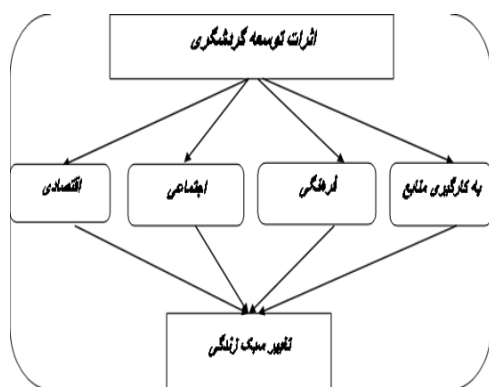 اثرات توسعه گردشگری
به کارگیری منابع
فرهنگی
اجتماعی
اقتصادی
تغییر سبک زندگی